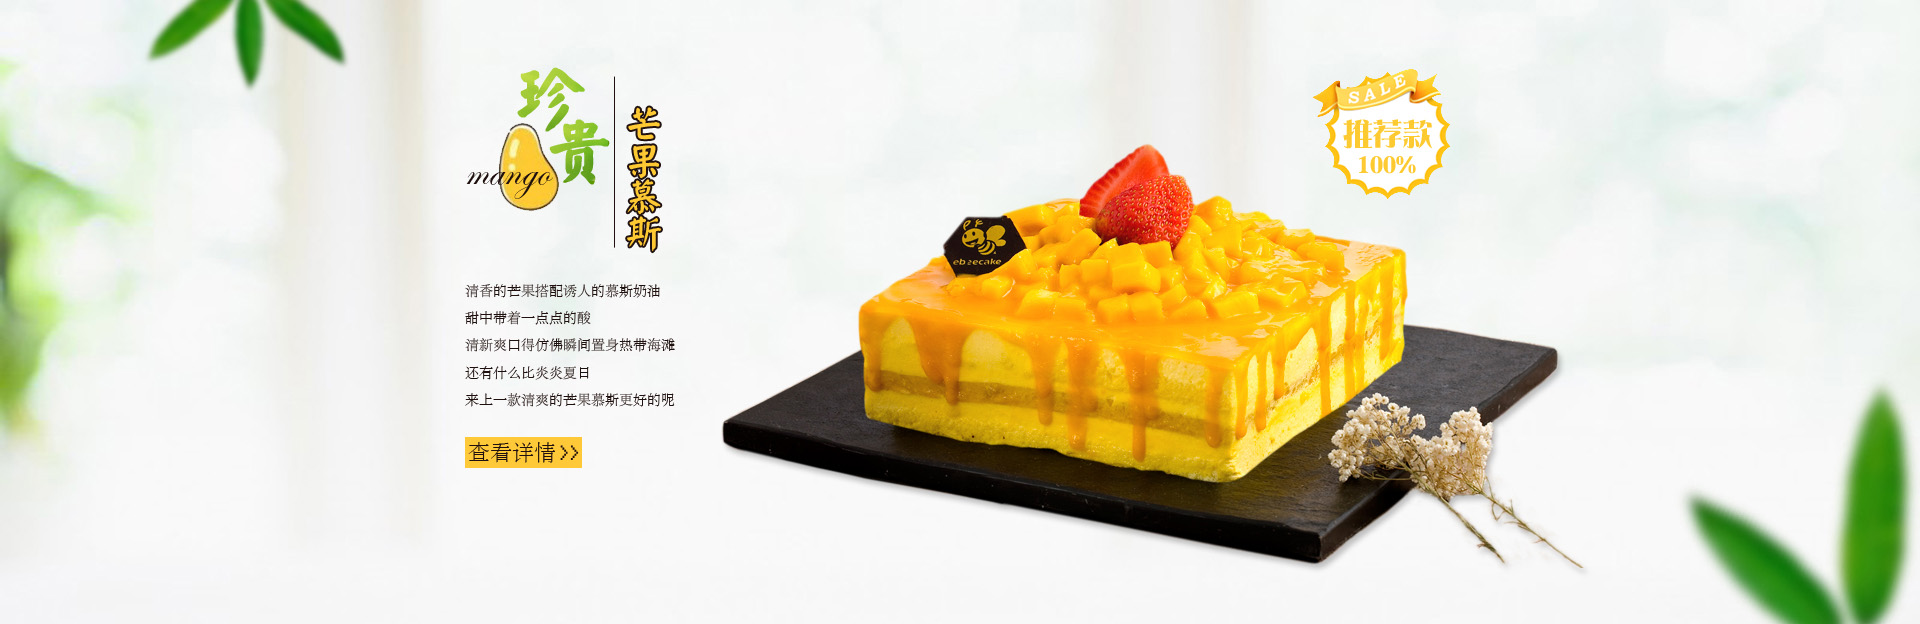 珍贵
mango
芒果慕斯
清香的芒果搭配诱人的慕斯奶油
甜中带着一点点的酸
清新爽口得仿佛瞬间置身热带海滩
还有什么比炎炎夏日
来上一款清爽的芒果慕斯更好的呢
查看详情>>
SALE
推荐款
100%
ebeecake